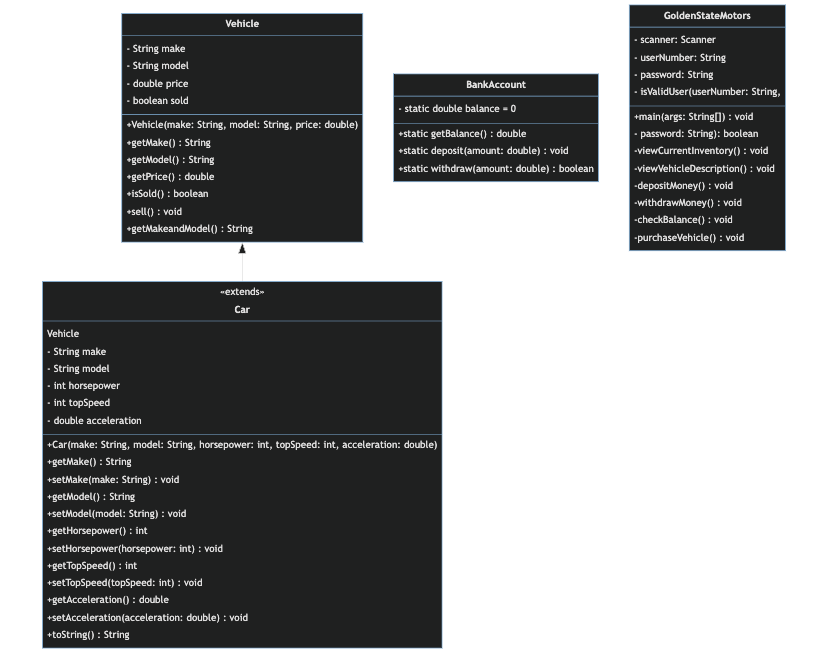 Vehicle
- String make
- String model
- double price
- boolean sold
+Vehicle(make: String, model: String, price: double)
+getMake() : String
+getModel() : String
+getPrice() : double
+isSold() : boolean
+sell() : void
+getMakeandModel() : String
BankAccount
- static double balance = 0
+static getBalance() : double
+static deposit(amount: double) : void
+static withdraw(amount: double) : boolean
GoldenStateMotors
- scanner: Scanner
- userNumber: String
- password: String
- isValidUser(userNumber: String,
+main(args: String[]) : void
- password: String): boolean
-viewCurrentInventory() : void
-viewVehicleDescription() : void
-depositMoney() : void
-withdrawMoney() : void
-checkBalance() : void
-purchaseVehicle() : void
«extends»
Car
Vehicle
- String make
- String model
- int horsepower
- int topSpeed
- double acceleration
+Car(make: String, model: String, horsepower: int, topSpeed: int, acceleration: double)
+getMake() : String
+setMake(make: String) : void
+getModel() : String
+setModel(model: String) : void
+getHorsepower() : int
+setHorsepower(horsepower: int) : void
+getTopSpeed() : int
+setTopSpeed(topSpeed: int) : void
+getAcceleration() : double
+setAcceleration(acceleration: double) : void
+toString() : String